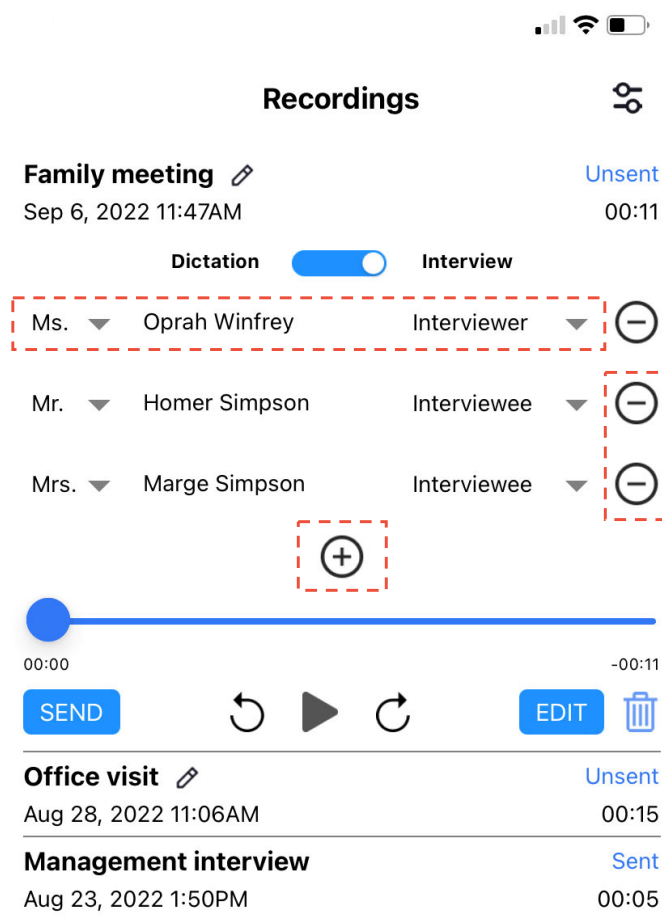 Recordings
Family meeting Unsent
Sep 6, 2022 11:47AM 00:11
Dictation Interview
Ms. Oprah Winfrey Interviewer
Mr. Homer Simpson Interviewee
Mrs. Marge Simpson Interviewee
00:00 -00:11
SEND EDIT
Office visit Unsent
Aug 28, 2022 11:06AM 00:15
Management interview Sent
Aug 23, 2022 1:50PM 00:05